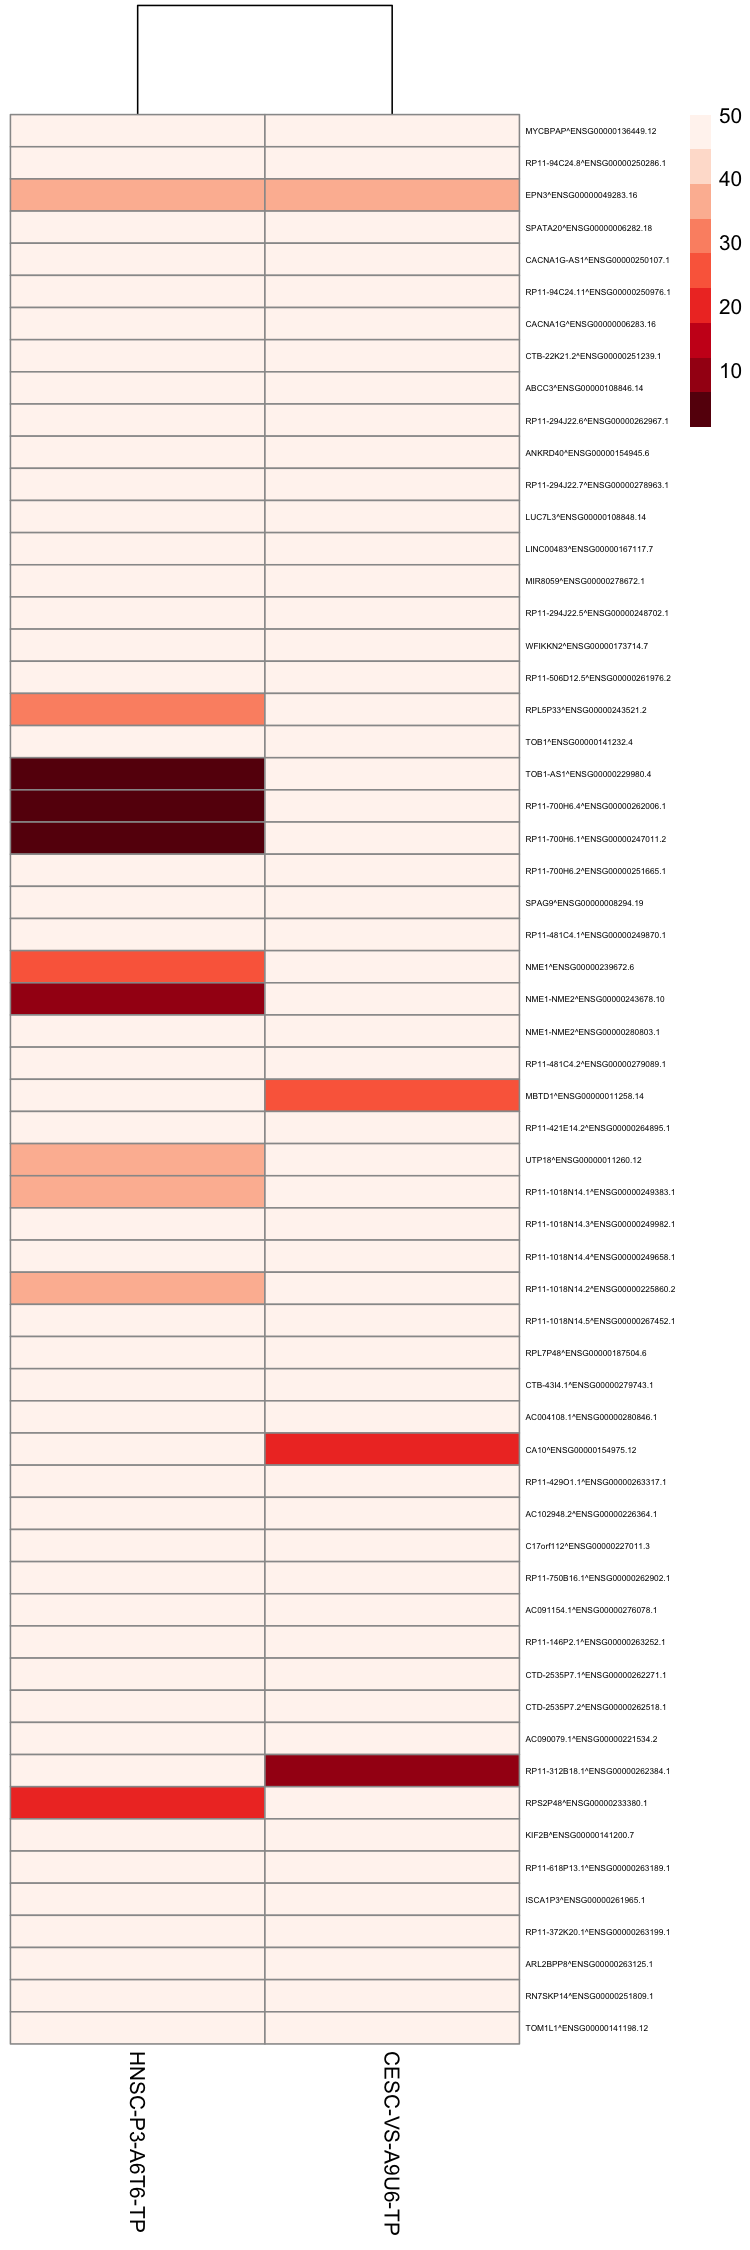 MYCBPAP^ENSG00000136449.12
RP11-94C24.8^ENSG00000250286.1
EPN3^ENSG00000049283.16
SPATA20^ENSG00000006282.18
CACNA1G-AS1^ENSG00000250107.1
RP11-94C24.11^ENSG00000250976.1
CACNA1G^ENSG00000006283.16
CTB-22K21.2^ENSG00000251239.1
ABCC3^ENSG00000108846.14
RP11-294J22.6^ENSG00000262967.1
ANKRD40^ENSG00000154945.6
RP11-294J22.7^ENSG00000278963.1
LUC7L3^ENSG00000108848.14
LINC00483^ENSG00000167117.7
MIR8059^ENSG00000278672.1
RP11-294J22.5^ENSG00000248702.1
WFIKKN2^ENSG00000173714.7
RP11-506D12.5^ENSG00000261976.2
RPL5P33^ENSG00000243521.2
TOB1^ENSG00000141232.4
TOB1-AS1^ENSG00000229980.4
RP11-700H6.4^ENSG00000262006.1
RP11-700H6.1^ENSG00000247011.2
RP11-700H6.2^ENSG00000251665.1
SPAG9^ENSG00000008294.19
RP11-481C4.1^ENSG00000249870.1
NME1^ENSG00000239672.6
NME1-NME2^ENSG00000243678.10
NME1-NME2^ENSG00000280803.1
RP11-481C4.2^ENSG00000279089.1
MBTD1^ENSG00000011258.14
RP11-421E14.2^ENSG00000264895.1
UTP18^ENSG00000011260.12
RP11-1018N14.1^ENSG00000249383.1
RP11-1018N14.3^ENSG00000249982.1
RP11-1018N14.4^ENSG00000249658.1
RP11-1018N14.2^ENSG00000225860.2
RP11-1018N14.5^ENSG00000267452.1
RPL7P48^ENSG00000187504.6
CTB-43I4.1^ENSG00000279743.1
AC004108.1^ENSG00000280846.1
CA10^ENSG00000154975.12
RP11-429O1.1^ENSG00000263317.1
AC102948.2^ENSG00000226364.1
C17orf112^ENSG00000227011.3
RP11-750B16.1^ENSG00000262902.1
AC091154.1^ENSG00000276078.1
RP11-146P2.1^ENSG00000263252.1
CTD-2535P7.1^ENSG00000262271.1
CTD-2535P7.2^ENSG00000262518.1
AC090079.1^ENSG00000221534.2
RP11-312B18.1^ENSG00000262384.1
RPS2P48^ENSG00000233380.1
KIF2B^ENSG00000141200.7
RP11-618P13.1^ENSG00000263189.1
ISCA1P3^ENSG00000261965.1
RP11-372K20.1^ENSG00000263199.1
ARL2BPP8^ENSG00000263125.1
RN7SKP14^ENSG00000251809.1
TOM1L1^ENSG00000141198.12
50
40
30
20
10
HNSC-P3-A6T6-TP
CESC-VS-A9U6-TP